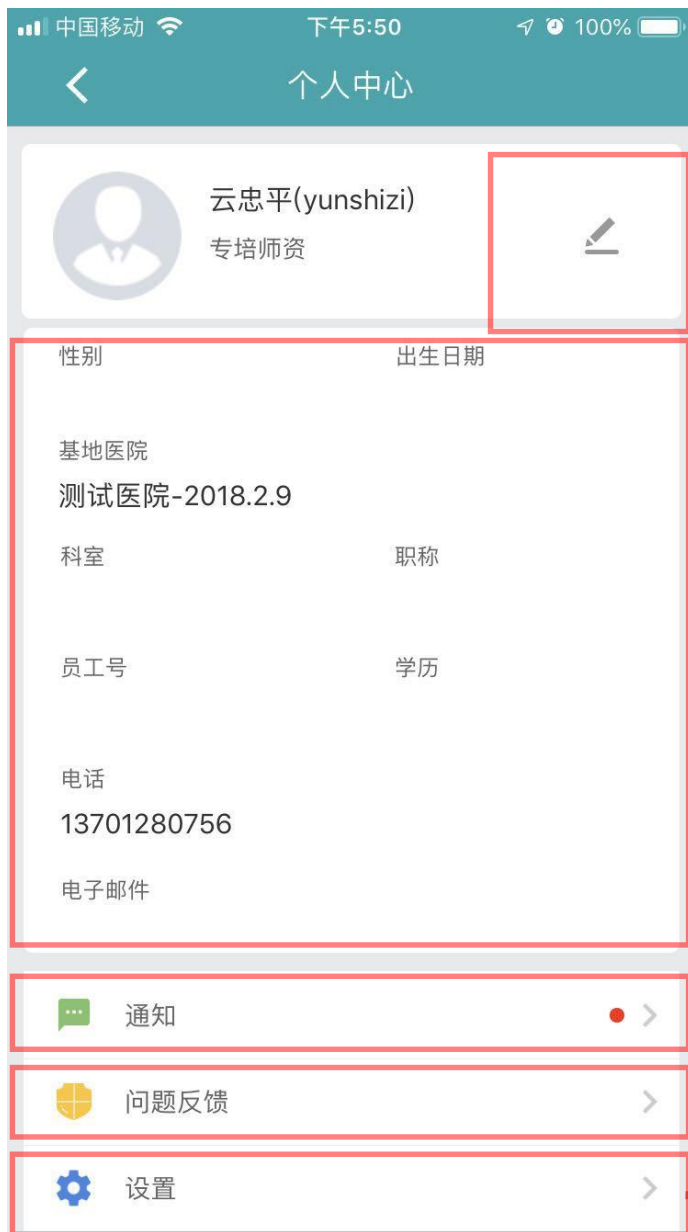 中国移动 下午5:50 100%
个人中心
云忠平(yunshizi)
专培师资
性别 出生日期
基地医院
测试医院-2018.2.9
科室 职称
员工号 学历
电话
13701280756
电子邮件
通知
问题反馈
设置